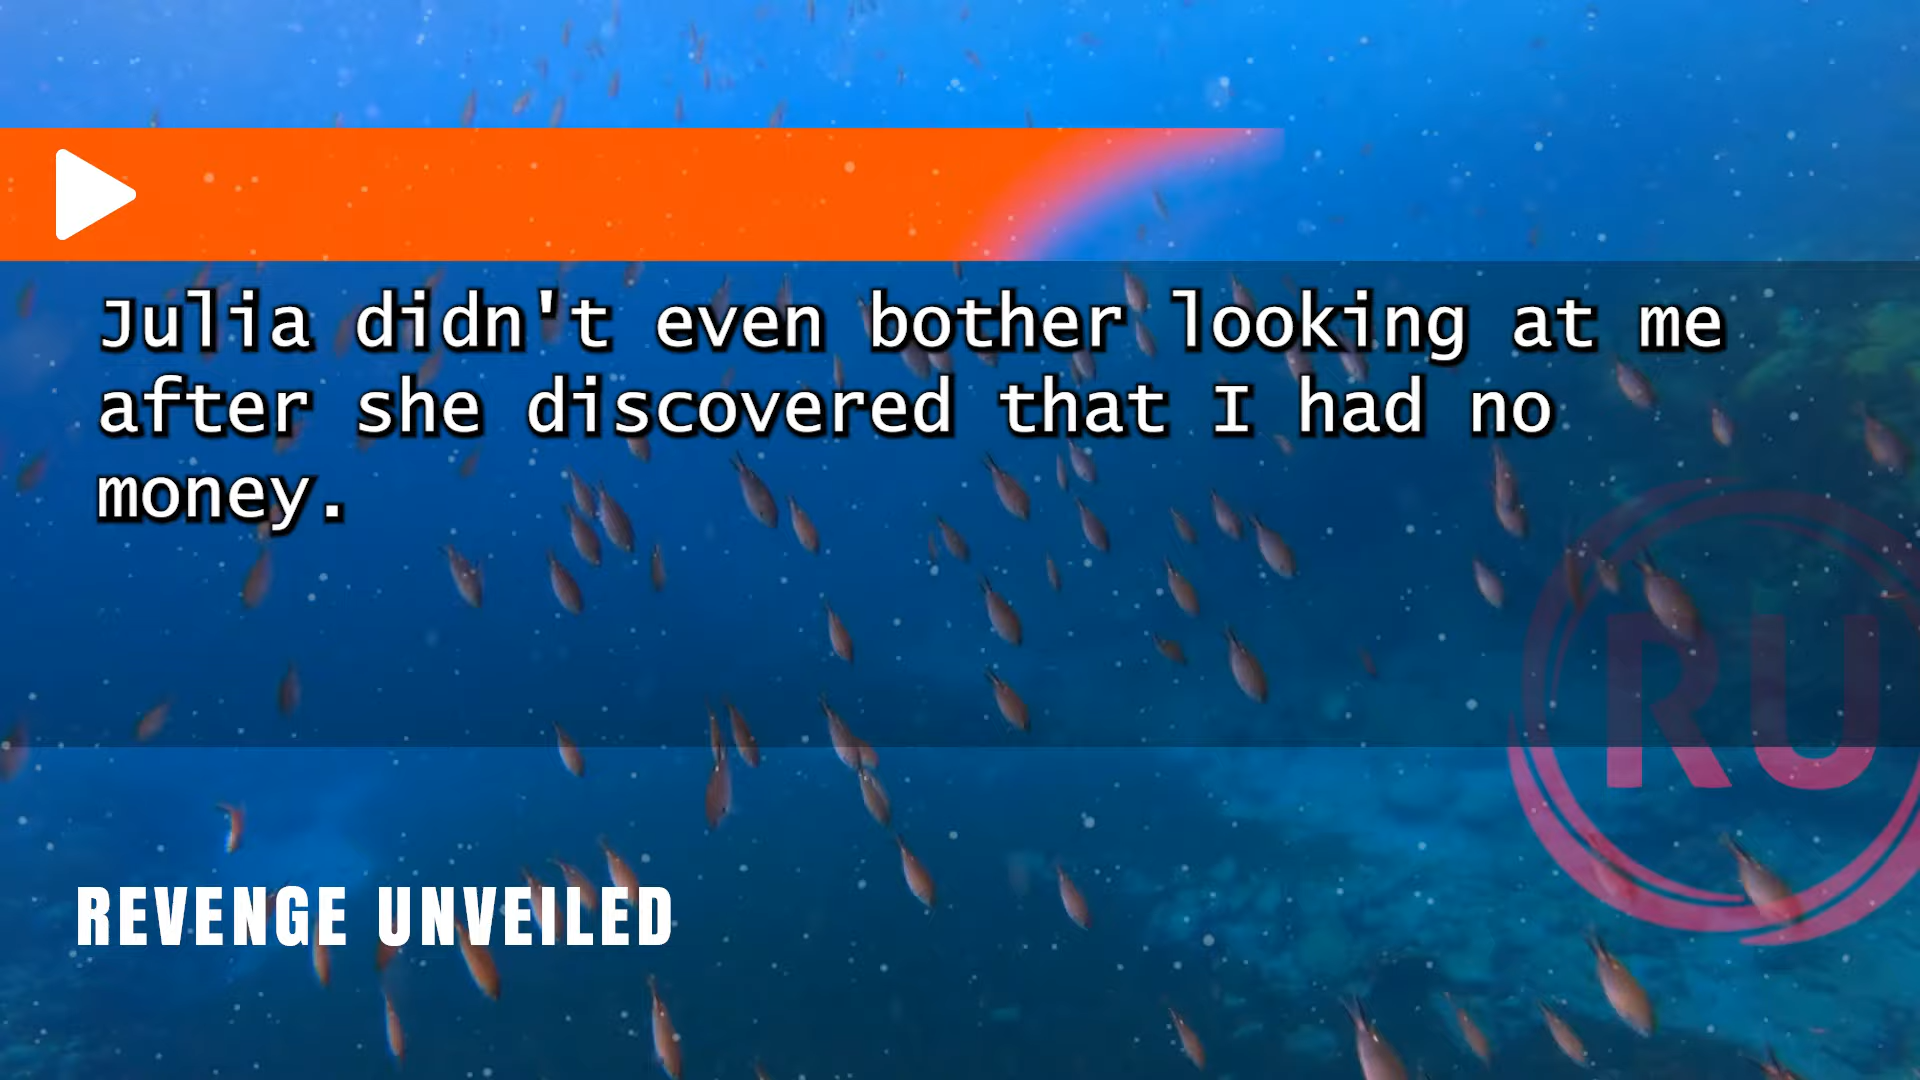 Julia didn't even bother looking at me
after she discovered that I had no
money.
RU
REVENGE UNVEILED